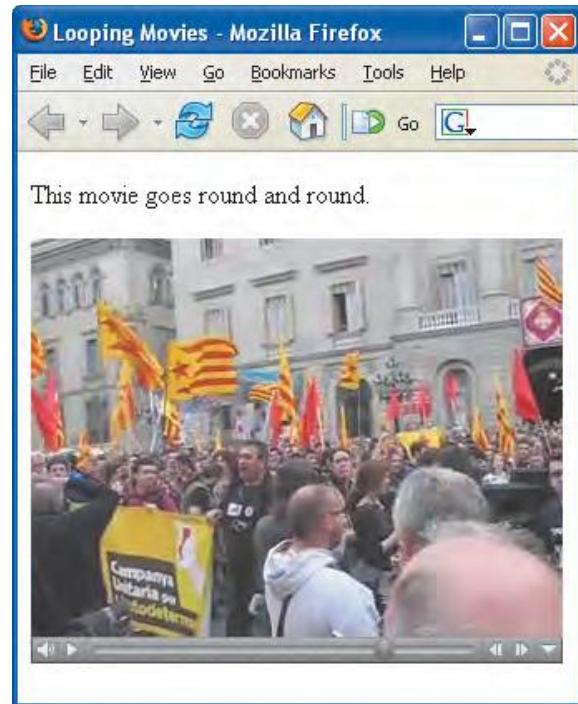 Looping Movies - Mozilla Firefox
File Edit View Go Bookmarks Tools Help
Go G
This movie goes round and round.
Campanya
Unitària per
l'Autodeterm